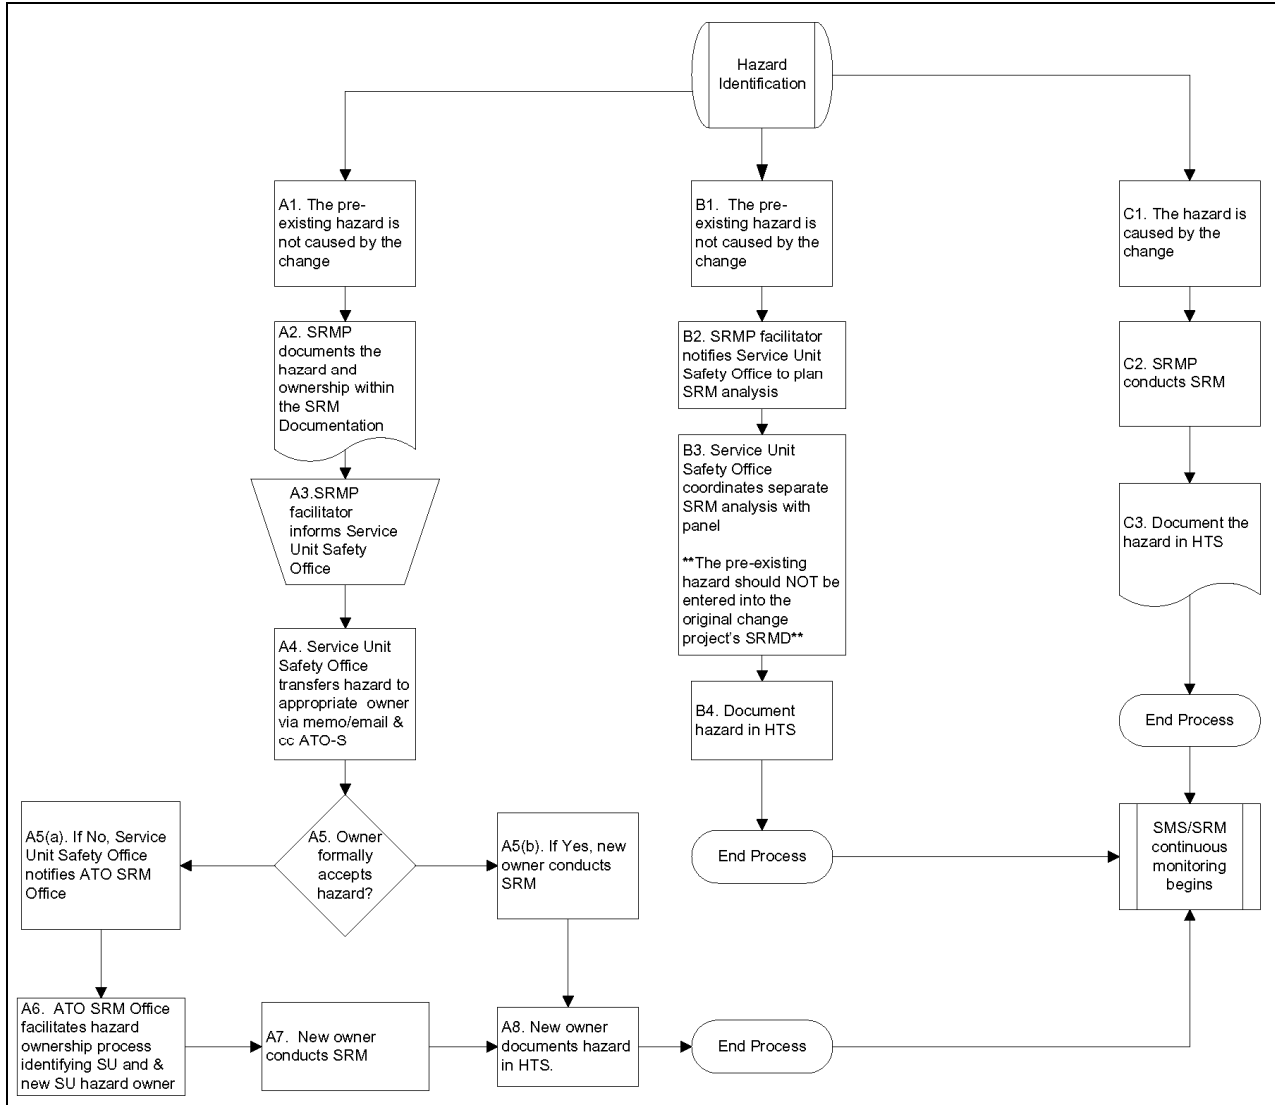 Hazard
Identification
A1. The pre-
existing hazard is
not caused by the
change
B1. The pre-
existing hazard is
not caused by the
change
C1. The hazard is
caused by the
change
A2. SRMP
documents the
hazard and
ownership within
the SRM
Documentation
B2. SRMP facilitator
notifies Service Unit
Safety Office to plan
SRM analysis
C2. SRMP
conducts SRM
A3.SRMP
facilitator
informs Service
Unit Safety
Office
B3. Service Unit
Safety Office
coordinates separate
SRM analysis with
panel
**The pre-existing
hazard should NOT be
entered into the
original change
project's SRMD**
C3. Document the
hazard in HTS
A4. Service Unit
Safety Office
transfers hazard to
appropriate owner
via memo/email &
cc ATO-S
B4. Document
hazard in HTS
End Process
A5(a). If No, Service
Unit Safety Office
notifies ATO SRM
Office
A5. Owner
formally
accepts
hazard?
A5(b). If Yes, new
owner conducts
SRM
End Process
SMS/SRM
continuous
monitoring
begins
A6. ATO SRM Office
facilitates hazard
ownership process
identifying SU and &
new SU hazard owner
A7. New owner
conducts SRM
A8. New owner
documents hazard
in HTS.
End Process